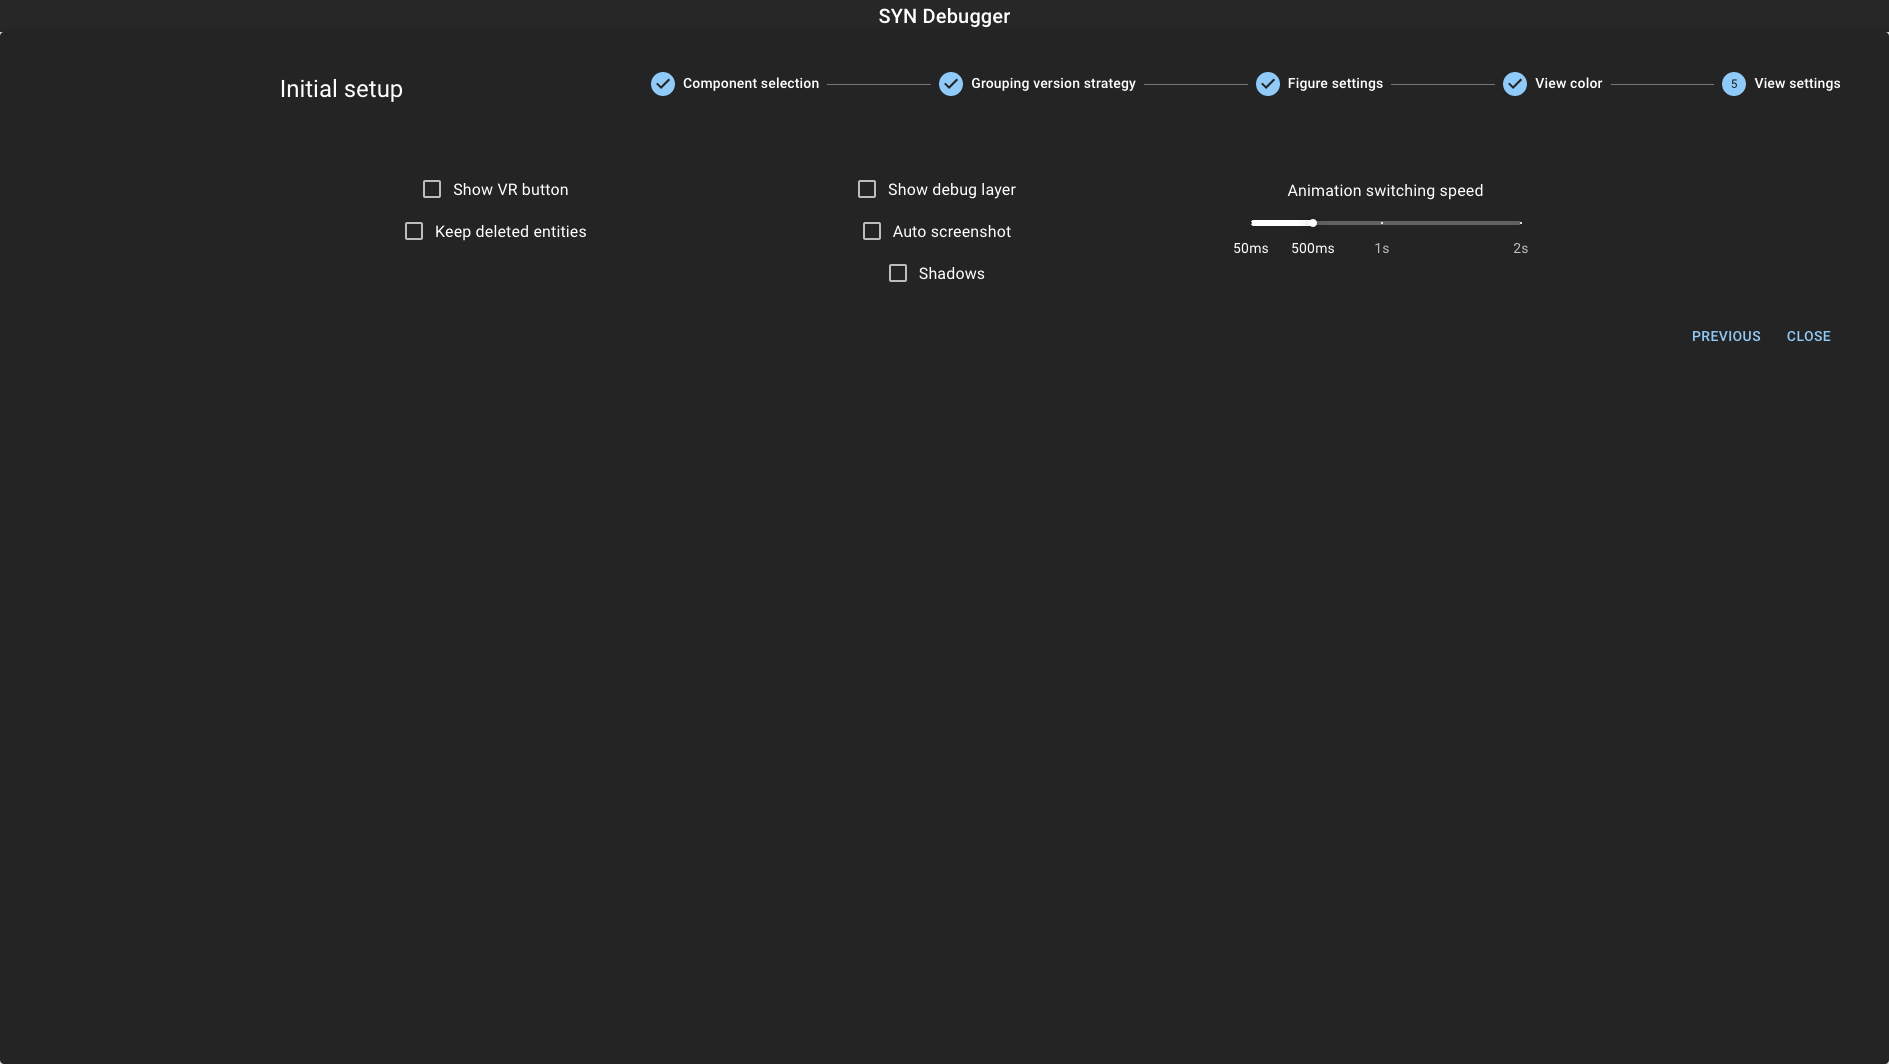 SYN Debugger
Initial setup
Component selection
Grouping version strategy
Figure settings
View color
5 View settings
Show VR button
Keep deleted entities
Show debug layer
Auto screenshot
Shadows
Animation switching speed
50ms 500ms 1s 2s
PREVIOUS CLOSE